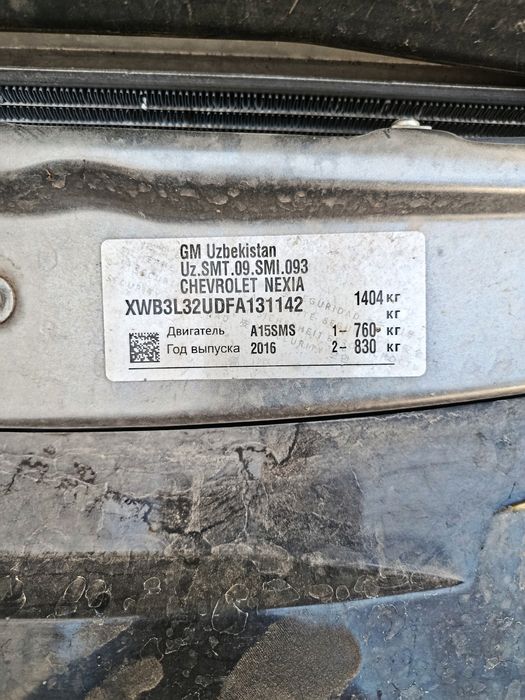 GM Uzbekistan
Uz.SMT.09.SMI.093
CHEVROLET NEXIA
XWB3L32UDFA131142 1404 кг
кг
Двигатель A15SMS 1- 760 кг
Год выпуска 2016 2- 830 кг